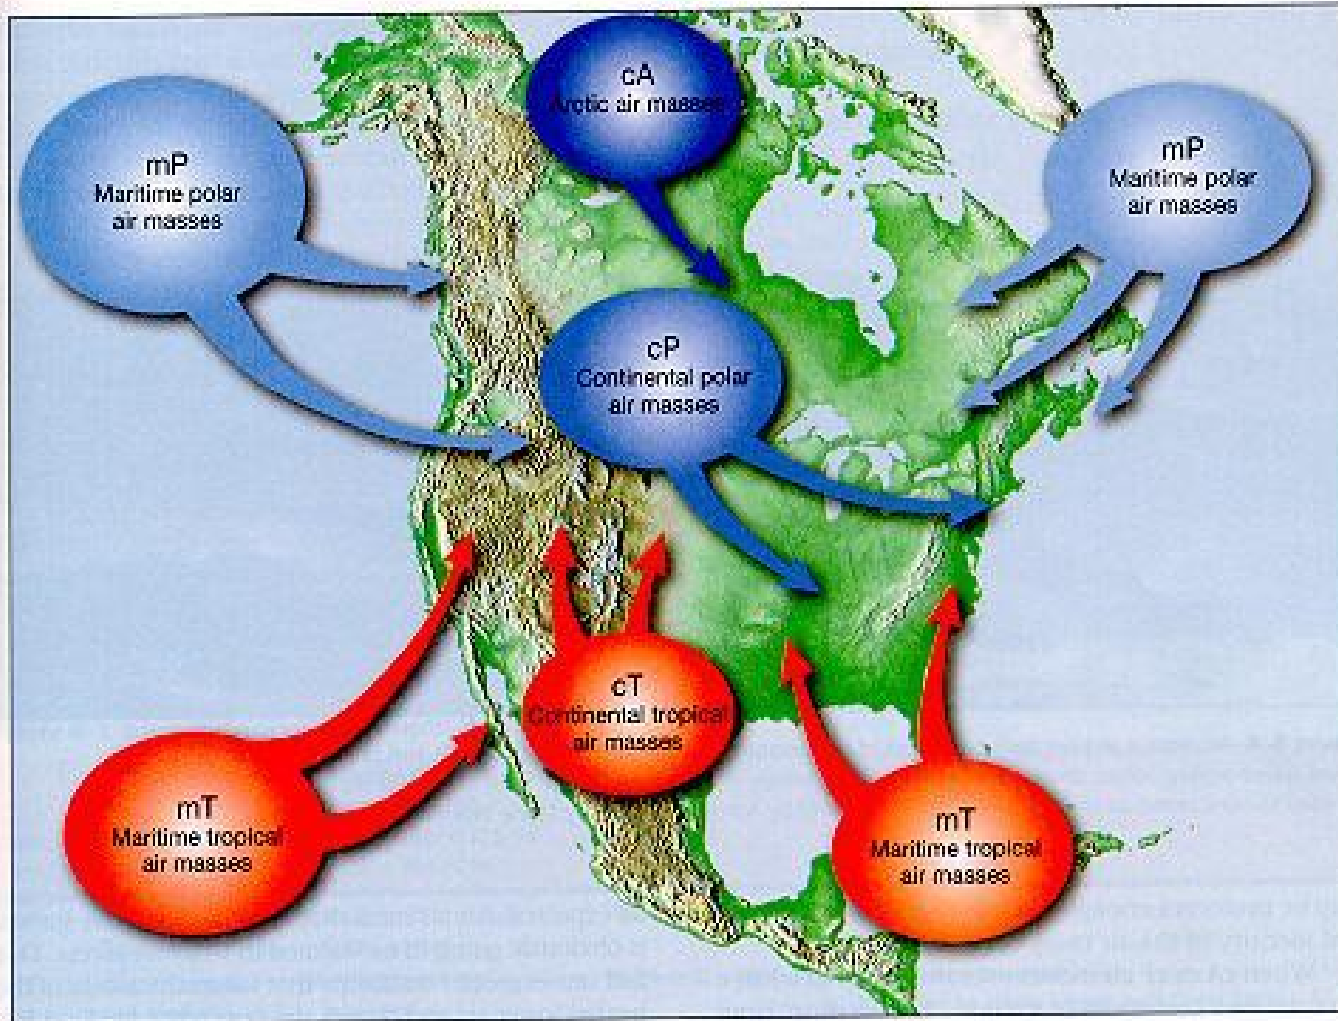 cA
Arctic air masses
mP
Maritime polar
air masses
mP
Maritime polar
air masses
cP
Continental polar
air masses
cT
Continental tropical
air masses
mT
Maritime tropical
air masses
mT
Maritime tropical
air masses